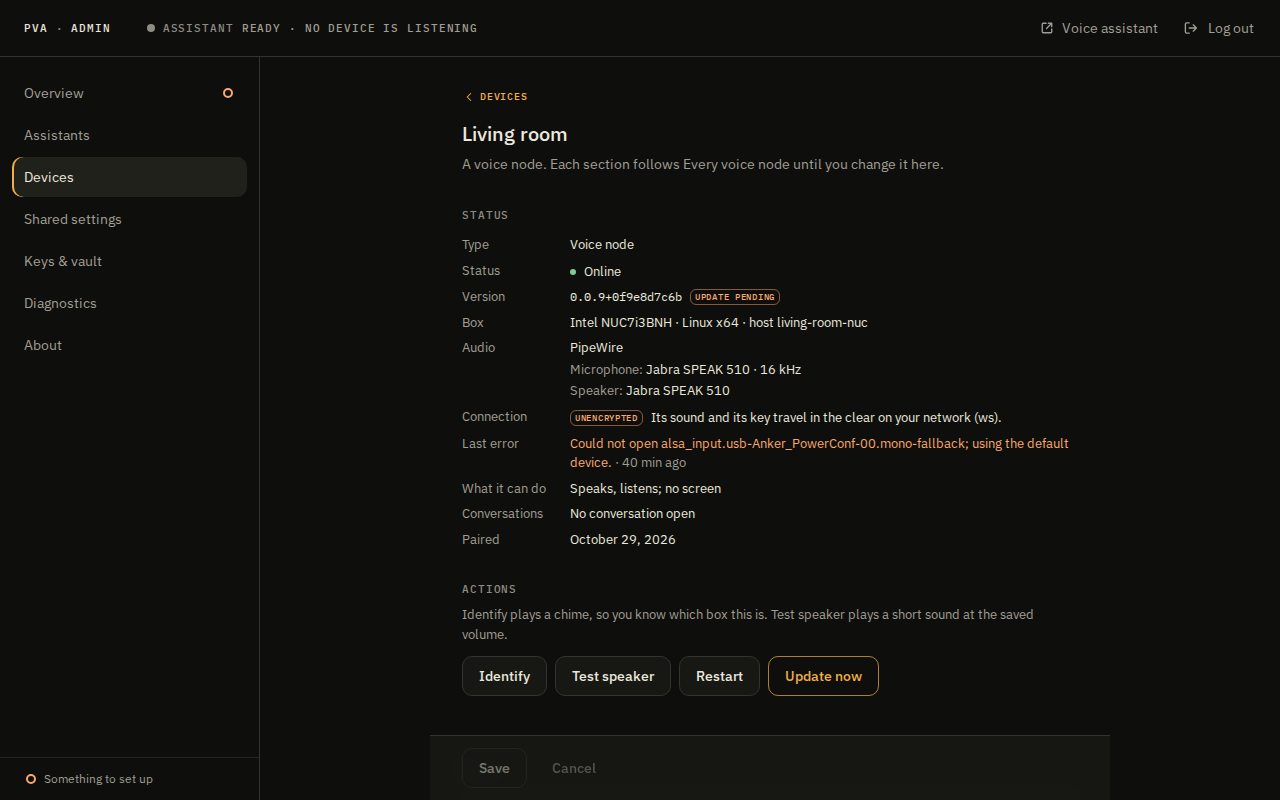 PVA · ADMIN
ASSISTANT READY · NO DEVICE IS LISTENING
Voice assistant
Log out
Overview
Assistants
Devices
Shared settings
Keys & vault
Diagnostics
About
Something to set up
DEVICES
Living room
A voice node. Each section follows Every voice node until you change it here.
STATUS
Type Voice node
Status Online
Version 0.0.9+0f9e8d7c6b UPDATE PENDING
Box Intel NUC7i3BNH · Linux x64 · host living-room-nuc
Audio PipeWire
Microphone: Jabra SPEAK 510 · 16 kHz
Speaker: Jabra SPEAK 510
Connection UNENCRYPTED Its sound and its key travel in the clear on your network (ws).
Last error Could not open alsa_input.usb-Anker_PowerConf-00.mono-fallback; using the default
device. · 40 min ago
What it can do Speaks, listens; no screen
Conversations No conversation open
Paired October 29, 2026
ACTIONS
Identify plays a chime, so you know which box this is. Test speaker plays a short sound at the saved
volume.
Identify Test speaker Restart Update now
Save Cancel